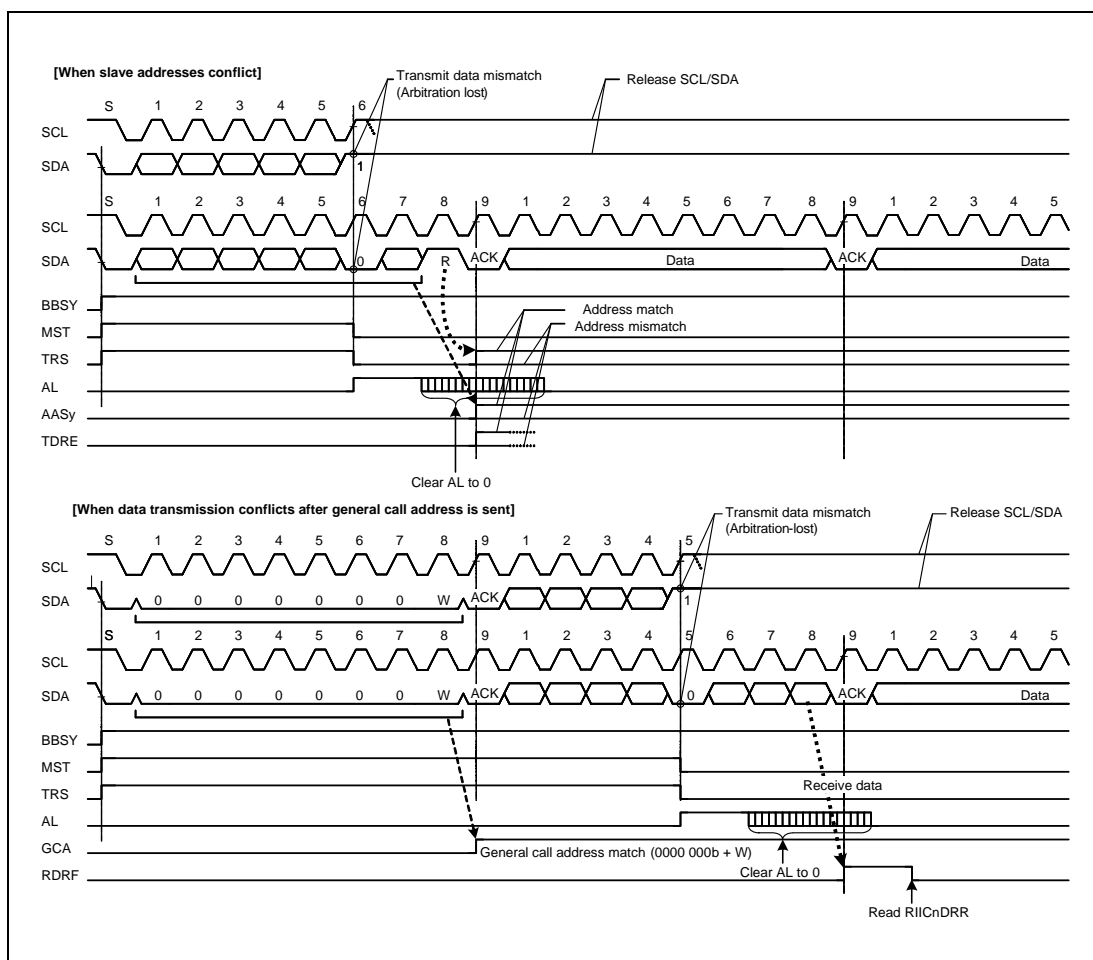 [When slave addresses conflict]
Transmit data mismatch
(Arbitration lost)
Release SCL/SDA
S 1 2 3 4 5 6
SCL
SDA 1
S 1 2 3 4 5 6 7 8 9 1 2 3 4 5 6 7 8 9 1 2 3 4 5
SCL
SDA 0 R ACK Data ACK Data
BBSY
Address match
MST
Address mismatch
TRS
AL
AASy
TDRE
Clear AL to 0
[When data transmission conflicts after general call address is sent]
Transmit data mismatch
(Arbitration-lost)
Release SCL/SDA
S 1 2 3 4 5 6 7 8 9 1 2 3 4 5
SCL
SDA 0 0 0 0 0 0 0 W ACK 1
S 1 2 3 4 5 6 7 8 9 1 2 3 4 5 6 7 8 9 1 2 3 4 5
SCL
SDA 0 0 0 0 0 0 0 W ACK 0 ACK Data
BBSY
MST
Receive data
TRS
AL
GCA
General call address match (0000 000b + W)
Clear AL to 0
RDRF
Read RIICnDRR